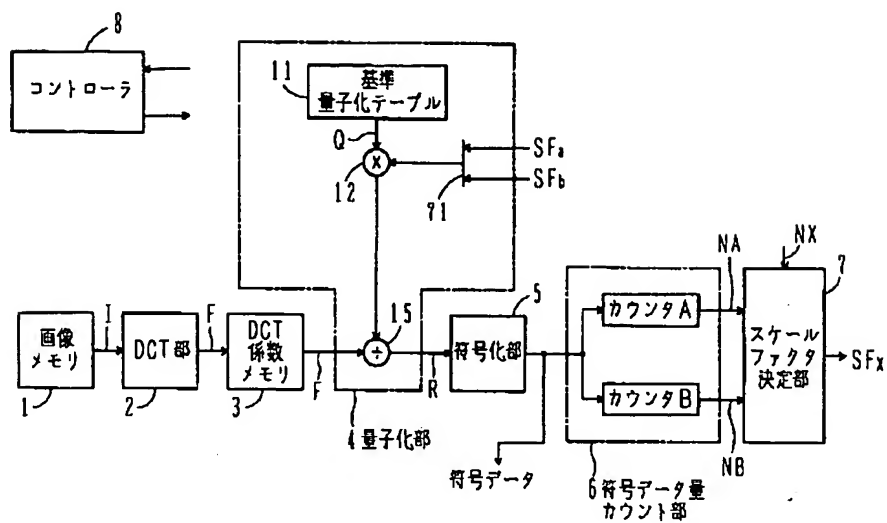 8
コントローラ
11
基準
量子化テーブル
Q
×
12
SFa
SFb
91
NA
NX
7
5
カウンタA
スケール
ファクタ
決定部
SFx
カウンタB
NB
15
÷
符号化部
R
I
F
画像
メモリ
1
DCT部
2
DCT
係数
メモリ
3
F
4 量子化部
符号データ
6 符号データ量
カウント部